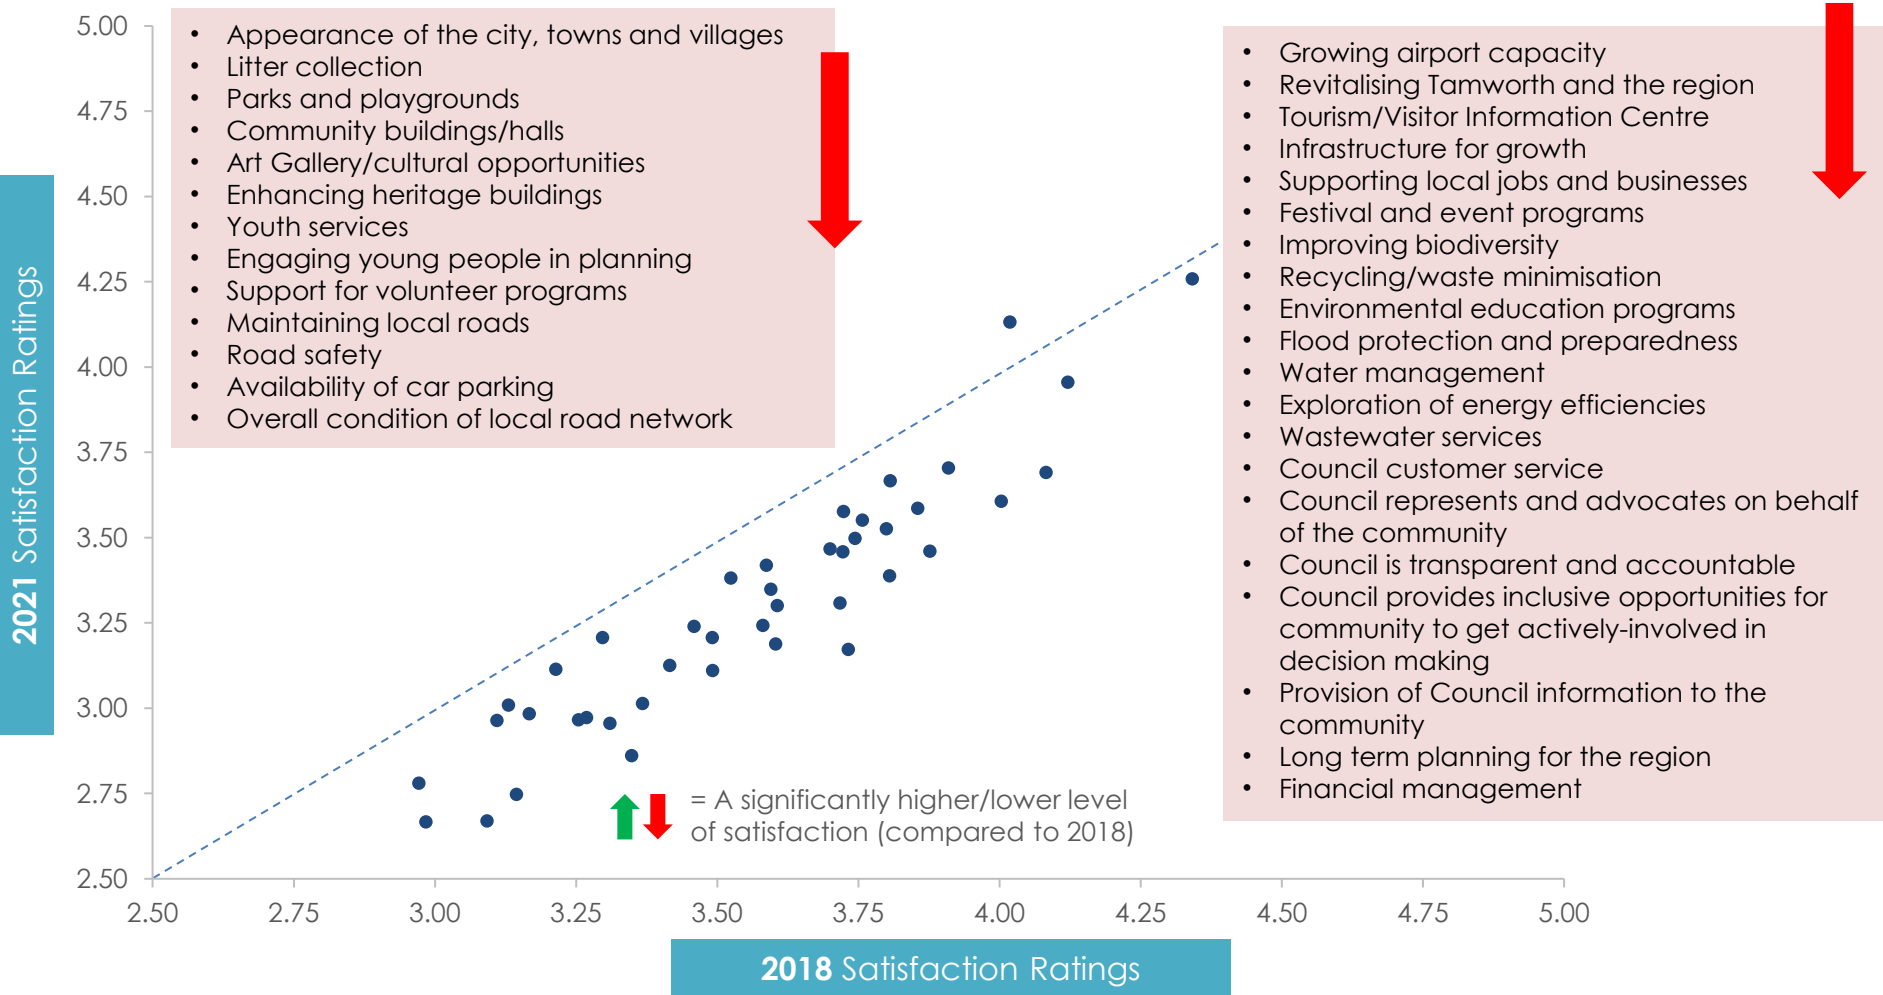 5.00
4.75
4.50
4.25
4.00
3.75
3.50
3.25
3.00
2.75
2.50
2021 Satisfaction Ratings
• Appearance of the city, towns and villages
• Litter collection
• Parks and playgrounds
• Community buildings/halls
• Art Gallery/cultural opportunities
• Enhancing heritage buildings
• Youth services
• Engaging young people in planning
• Support for volunteer programs
• Maintaining local roads
• Road safety
• Availability of car parking
• Overall condition of local road network
• Growing airport capacity
• Revitalising Tamworth and the region
• Tourism/Visitor Information Centre
• Infrastructure for growth
• Supporting local jobs and businesses
• Festival and event programs
• Improving biodiversity
• Recycling/waste minimisation
• Environmental education programs
• Flood protection and preparedness
• Water management
• Exploration of energy efficiencies
• Wastewater services
• Council customer service
• Council represents and advocates on behalf
of the community
• Council is transparent and accountable
• Council provides inclusive opportunities for
community to get actively-involved in
decision making
• Provision of Council information to the
community
• Long term planning for the region
• Financial management
= A significantly higher/lower level
of satisfaction (compared to 2018)
2.50 2.75 3.00 3.25 3.50 3.75 4.00 4.25 4.50 4.75 5.00
2018 Satisfaction Ratings